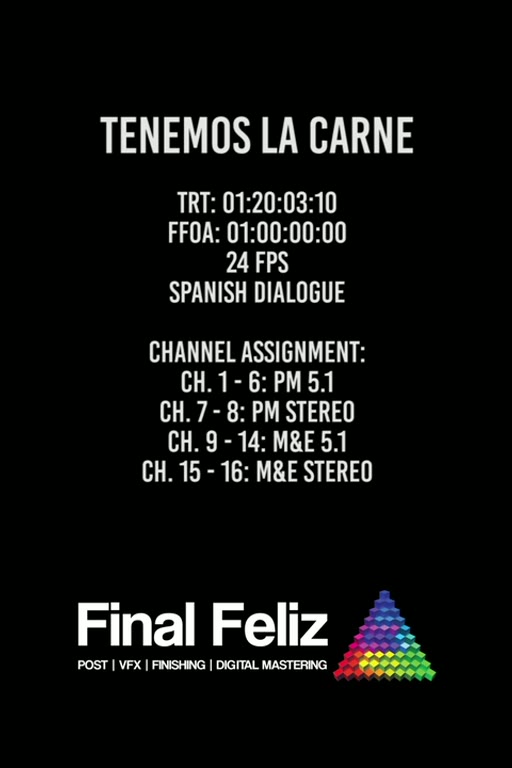 TENEMOS LA CARNE
TRT: 01:20:03:10
FFOA: 01:00:00:00
24 FPS
SPANISH DIALOGUE
CHANNEL ASSIGNMENT:
CH. 1 - 6: PM 5.1
CH. 7 - 8: PM STEREO
CH. 9 - 14: M&E 5.1
CH. 15 - 16: M&E STEREO
Final Feliz
POST | VFX | FINISHING | DIGITAL MASTERING